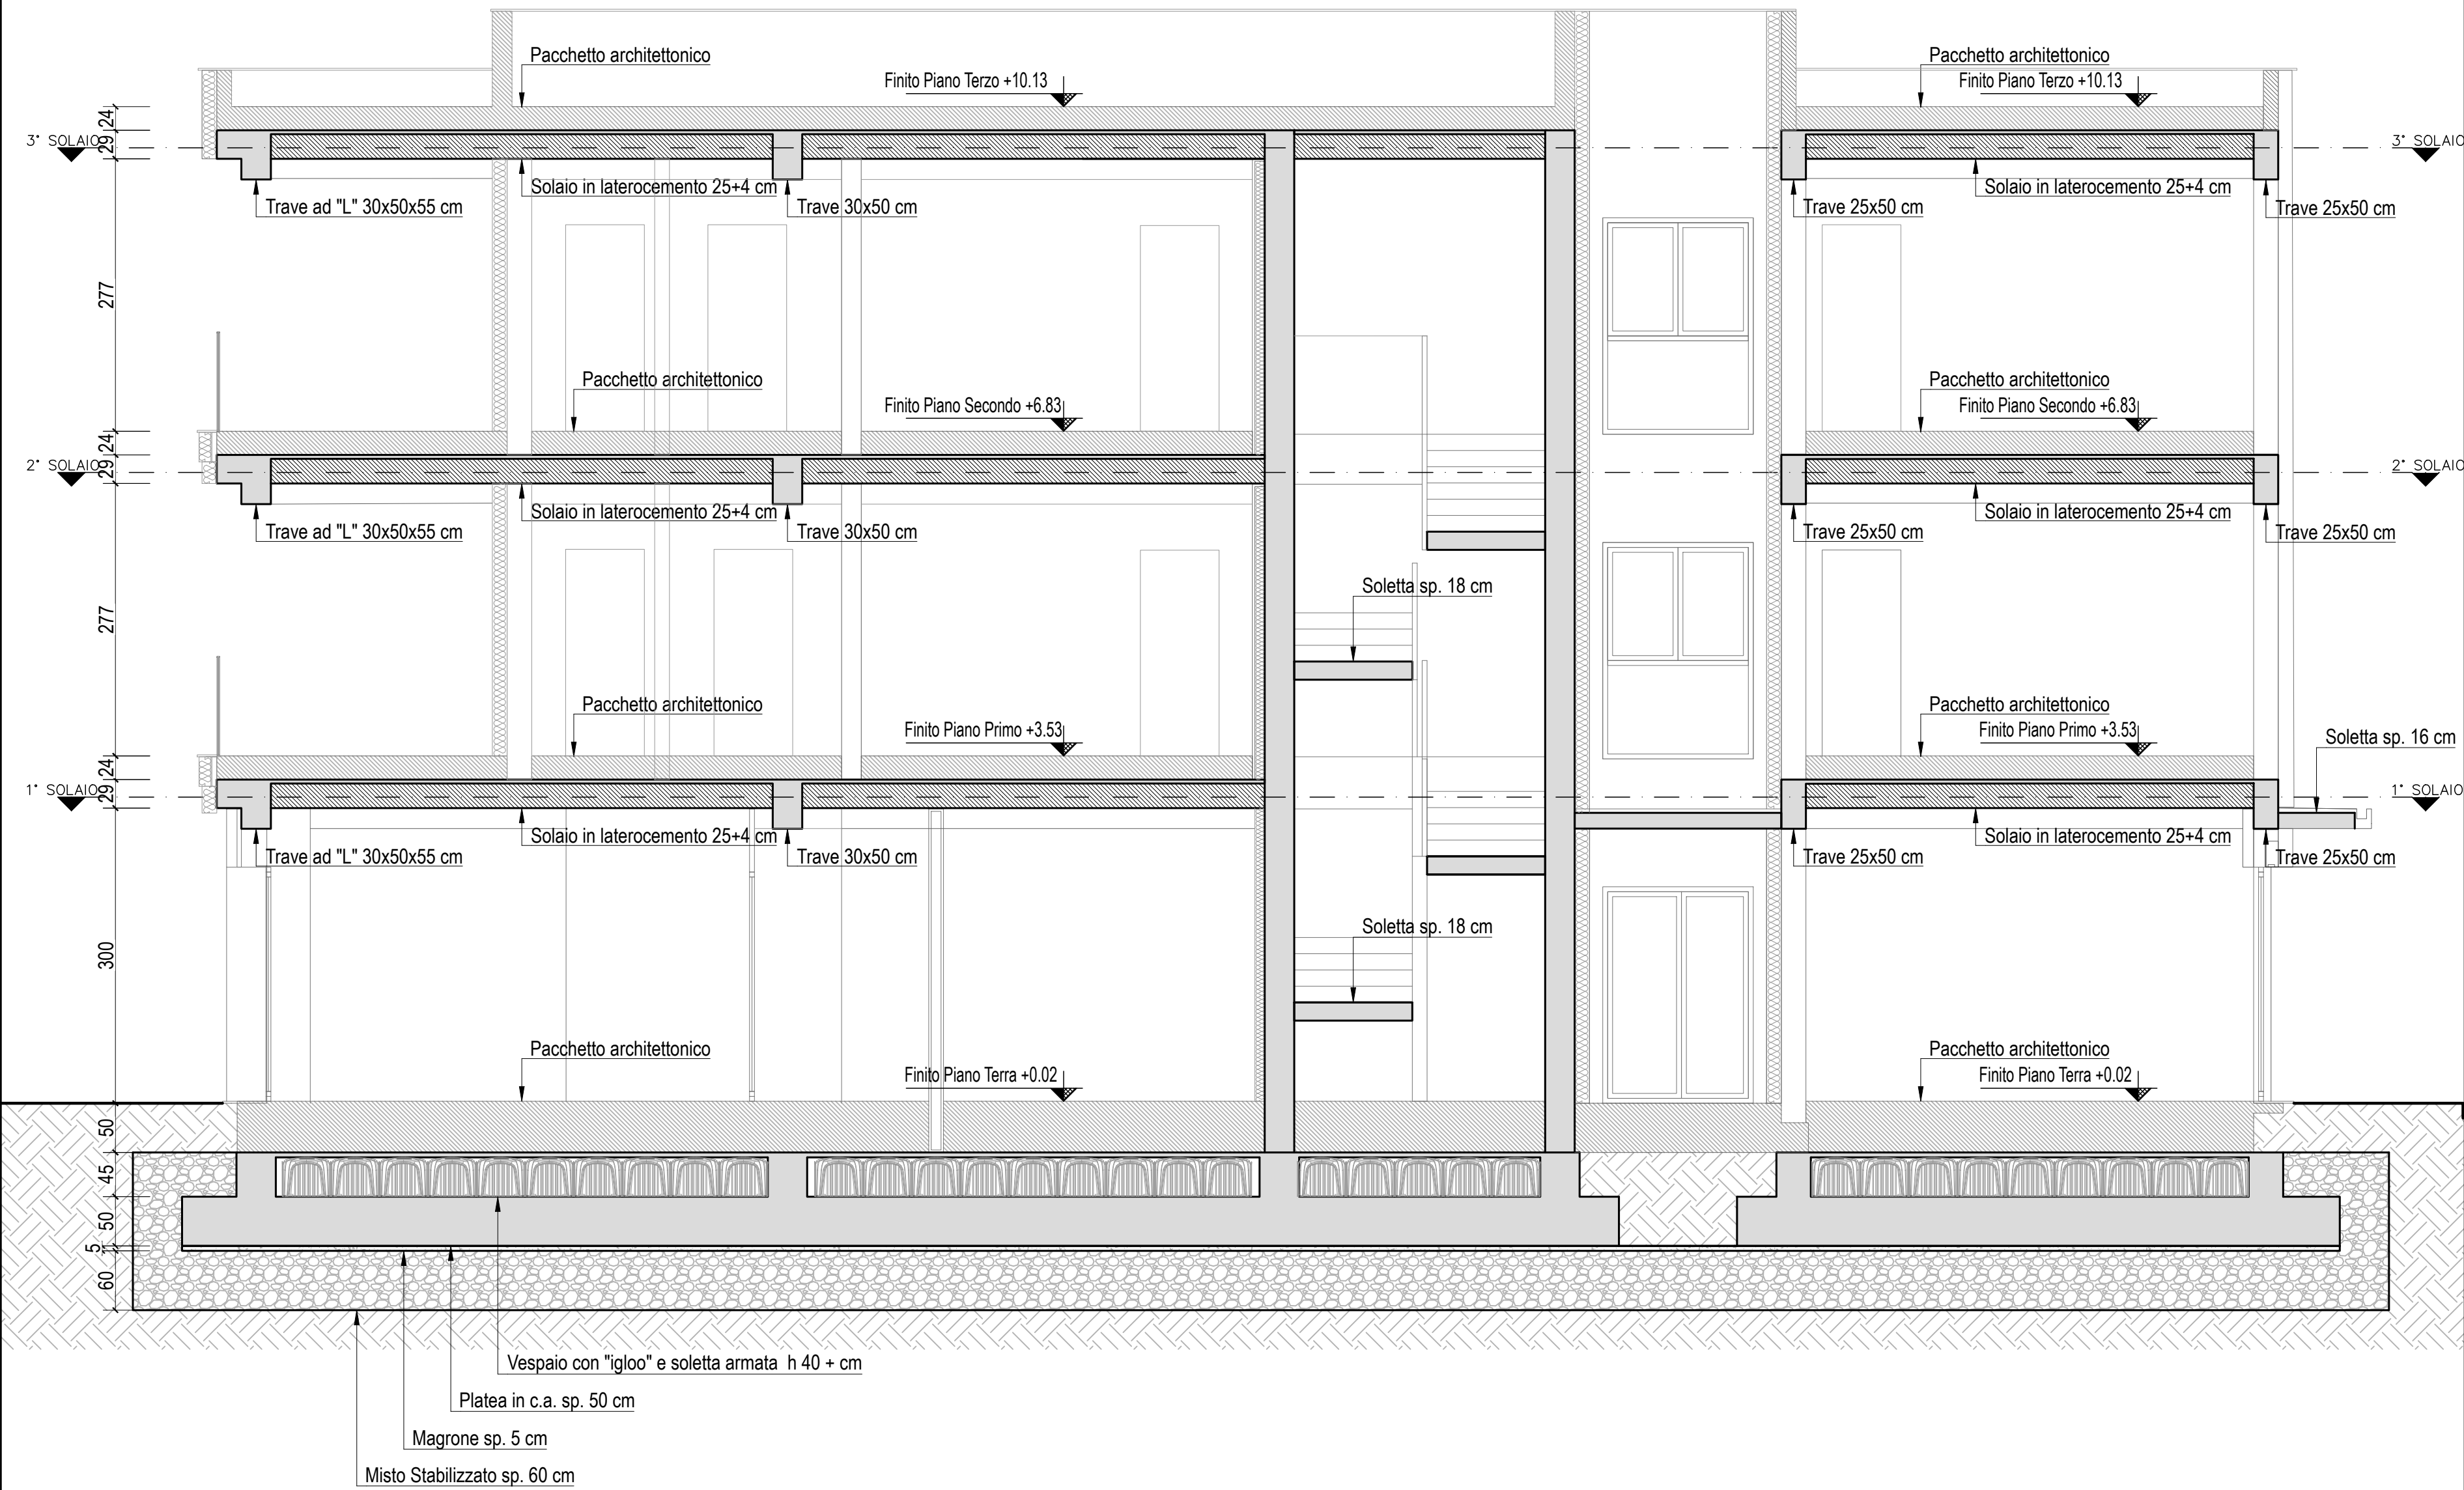 Pacchetto architettonico
Pacchetto architettonico
Finito Piano Terzo +10.13
Finito Piano Terzo +10.13
24
3° SOLAIO
29
3° SOLAIO
Solaio in laterocemento 25+4 cm
Solaio in laterocemento 25+4 cm
Trave ad "L" 30x50x55 cm
Trave 30x50 cm
Trave 25x50 cm
Trave 25x50 cm
277
Pacchetto architettonico
Pacchetto architettonico
Finito Piano Secondo +6.83
Finito Piano Secondo +6.83
24
2° SOLAIO
29
2° SOLAIO
Solaio in laterocemento 25+4 cm
Solaio in laterocemento 25+4 cm
Trave ad "L" 30x50x55 cm
Trave 30x50 cm
Trave 25x50 cm
Trave 25x50 cm
Soletta sp. 18 cm
277
Pacchetto architettonico
Pacchetto architettonico
Finito Piano Primo +3.53
Finito Piano Primo +3.53
Soletta sp. 16 cm
24
1° SOLAIO
29
1° SOLAIO
Solaio in laterocemento 25+4 cm
Solaio in laterocemento 25+4 cm
Trave ad "L" 30x50x55 cm
Trave 30x50 cm
Trave 25x50 cm
Trave 25x50 cm
Soletta sp. 18 cm
300
Pacchetto architettonico
Pacchetto architettonico
Finito Piano Terra +0.02
Finito Piano Terra +0.02
50
45
50
5
60
Vespaio con "igloo" e soletta armata h 40 + cm
Platea in c.a. sp. 50 cm
Magrone sp. 5 cm
Misto Stabilizzato sp. 60 cm